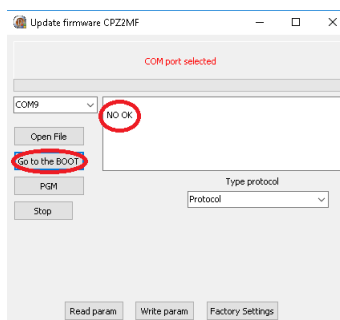 Update firmware CPZ2MF
COM port selected
COM9
NO OK
Open File
Go to the BOOT
Type protocol
PGM
Protocol
Stop
Read param Write param Factory Settings